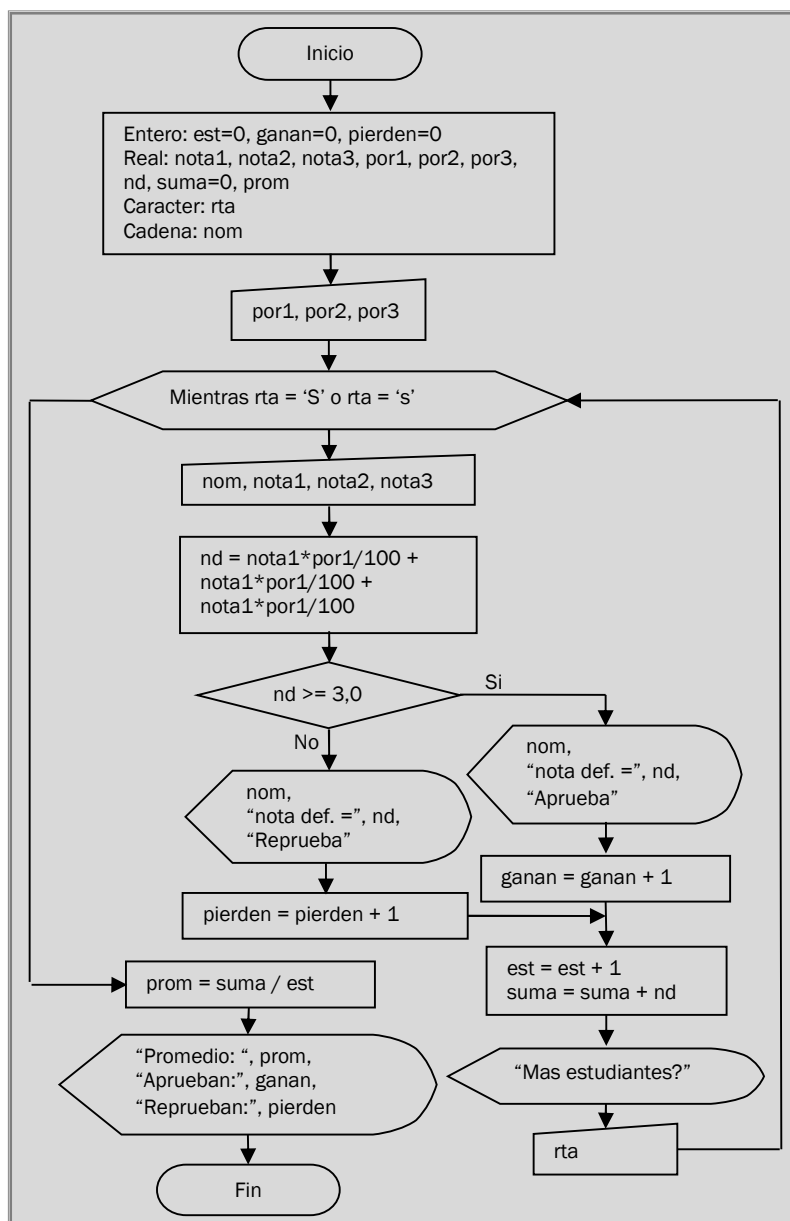 Inicio
Entero: est=0, ganan=0, pierden=0
Real: nota1, nota2, nota3, por1, por2, por3,
nd, suma=0, prom
Caracter: rta
Cadena: nom
por1, por2, por3
Mientras rta = ‘S’ o rta = ‘s’
nom, nota1, nota2, nota3
nd = nota1*por1/100 +
nota1*por1/100 +
nota1*por1/100
nd >= 3,0
Si
No
nom,
“nota def. =”, nd,
“Aprueba”
nom,
“nota def. =”, nd,
“Reprueba”
ganan = ganan + 1
pierden = pierden + 1
est = est + 1
suma = suma + nd
prom = suma / est
“Promedio: “, prom,
“Aprueban:”, ganan,
“Reprueban:”, pierden
“Mas estudiantes?”
rta
Fin